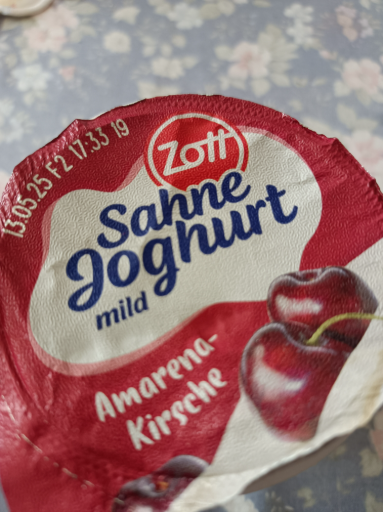 13.05.25 F2 17:33 19
Zott
Sahne
Joghurt
mild
Amarena-
Kirsche